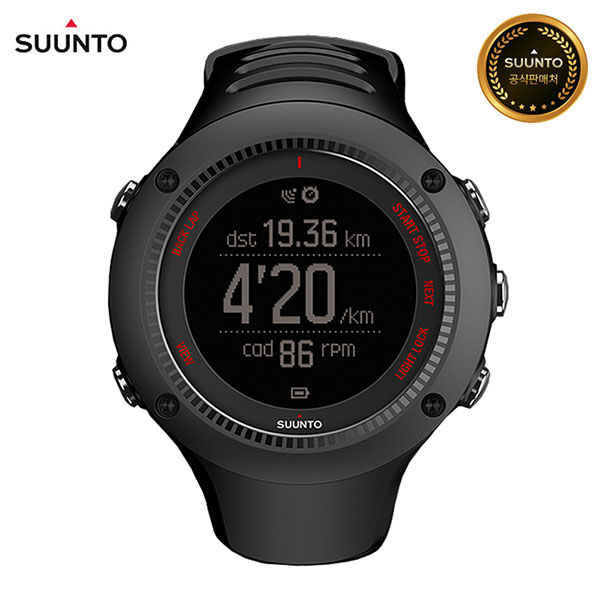 SUUNTO
SUUNTO
공식판매처
BACK LAP
START STOP
NEXT
LIGHT LOCK
VIEW
dst 19.36 km
4'20 /km
cad 86 rpm
SUUNTO